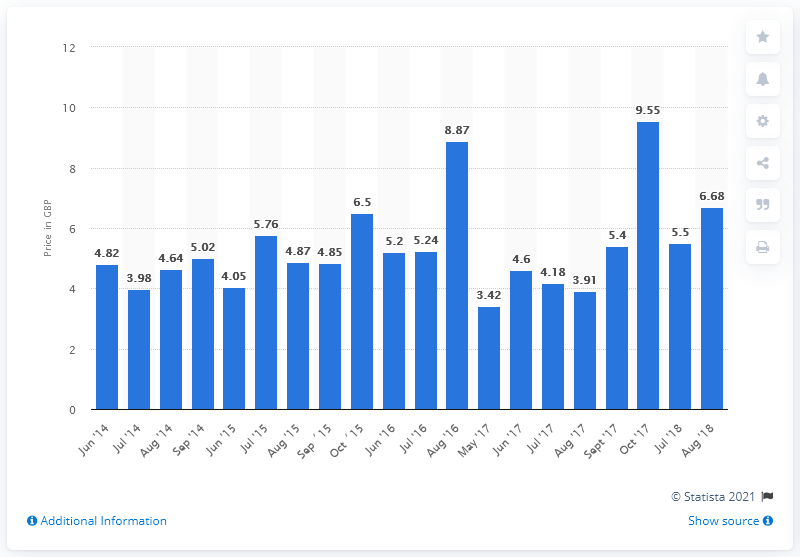 12
10
8
6
4
2
0
Price in GBP
4.82
3.98
4.64
5.02
4.05
5.76
4.87
4.85
6.5
5.2
5.24
8.87
3.42
4.6
4.18
3.91
5.4
9.55
5.5
6.68
Jun '14
Jul '14
Aug '14
Sep '14
Jun '15
Jul '15
Aug '15
Sep ´ 15
Oct ´ 15
Jun '16
Jul '16
Aug '16
May '17
Jun '17
Jul '17
Aug '17
Sept '17
Oct '17
Jul '18
Aug '18
© Statista 2021
Additional Information
Show source